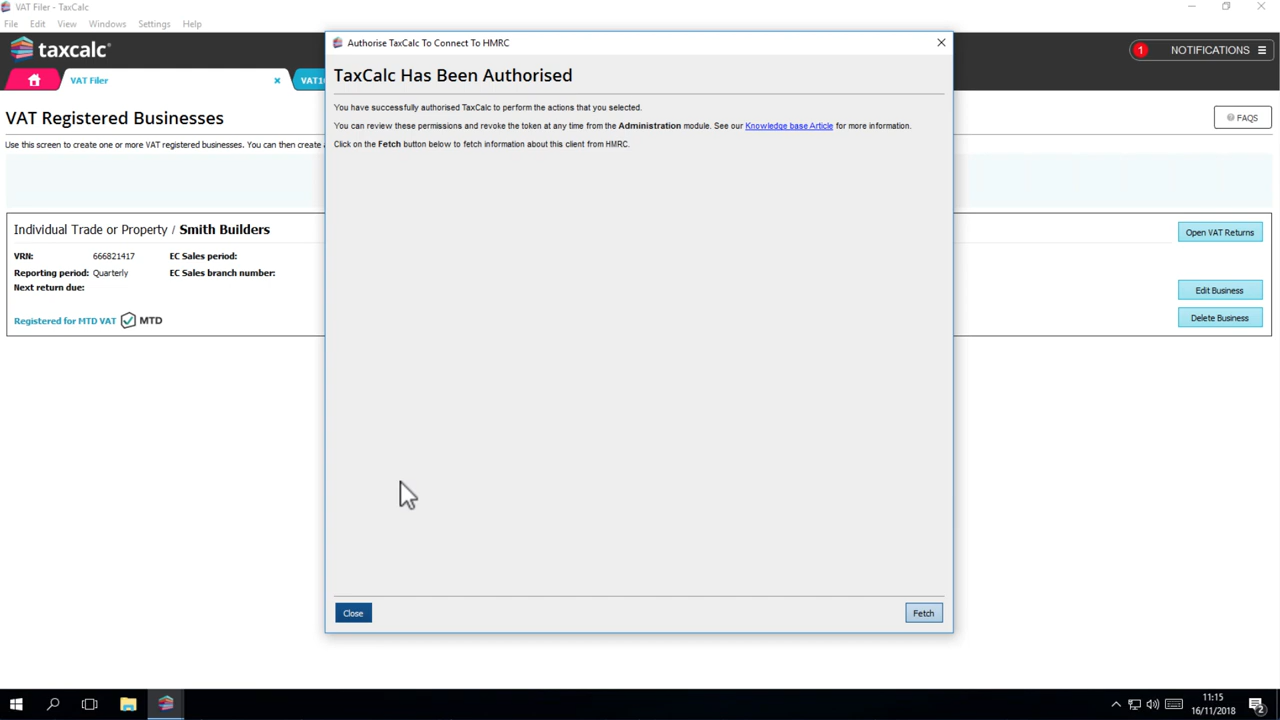 VAT Filer - TaxCalc
File Edit View Windows Settings Help
taxcalc
1 NOTIFICATIONS
VAT Filer
VAT Registered Businesses
FAQS
Use this screen to create one or more VAT registered businesses. You can then create
Individual Trade or Property / Smith Builders
VRN: 666821417 EC Sales period:
Reporting period: Quarterly EC Sales branch number:
Next return due:
Registered for MTD VAT MTD
Open VAT Returns
Edit Business
Delete Business
Authorise TaxCalc To Connect To HMRC
TaxCalc Has Been Authorised
You have successfully authorised TaxCalc to perform the actions that you selected.
You can review these permissions and revoke the token at any time from the Administration module. See our Knowledge base Article for more information.
Click on the Fetch button below to fetch information about this client from HMRC.
Close Fetch
11:15
16/11/2018
2